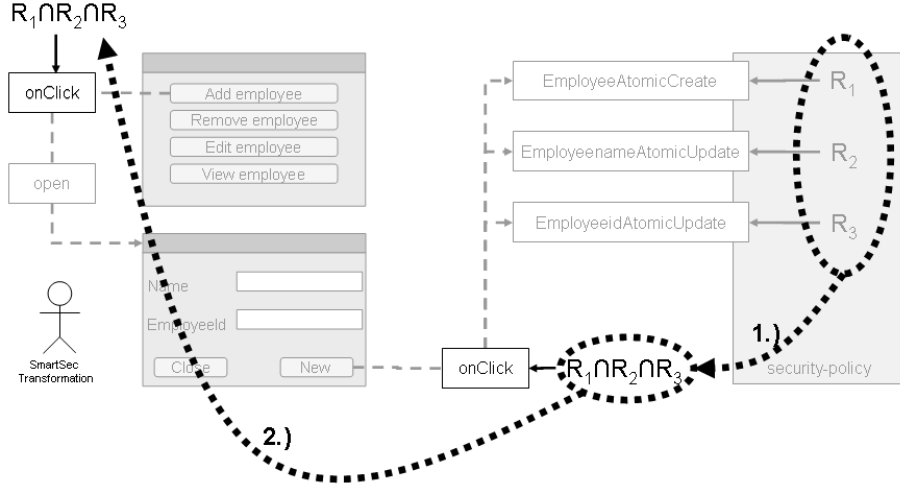 R₁∩R₂∩R₃
onClick
open
Add employee
Remove employee
Edit employee
View employee
Name
EmployeeId
Close
New
SmartSec
Transformation
EmployeeAtomicCreate
EmployeenameAtomicUpdate
EmployeeidAtomicUpdate
R₁
R₂
R₃
1.)
security-policy
onClick
R₁∩R₂∩R₃
2.)